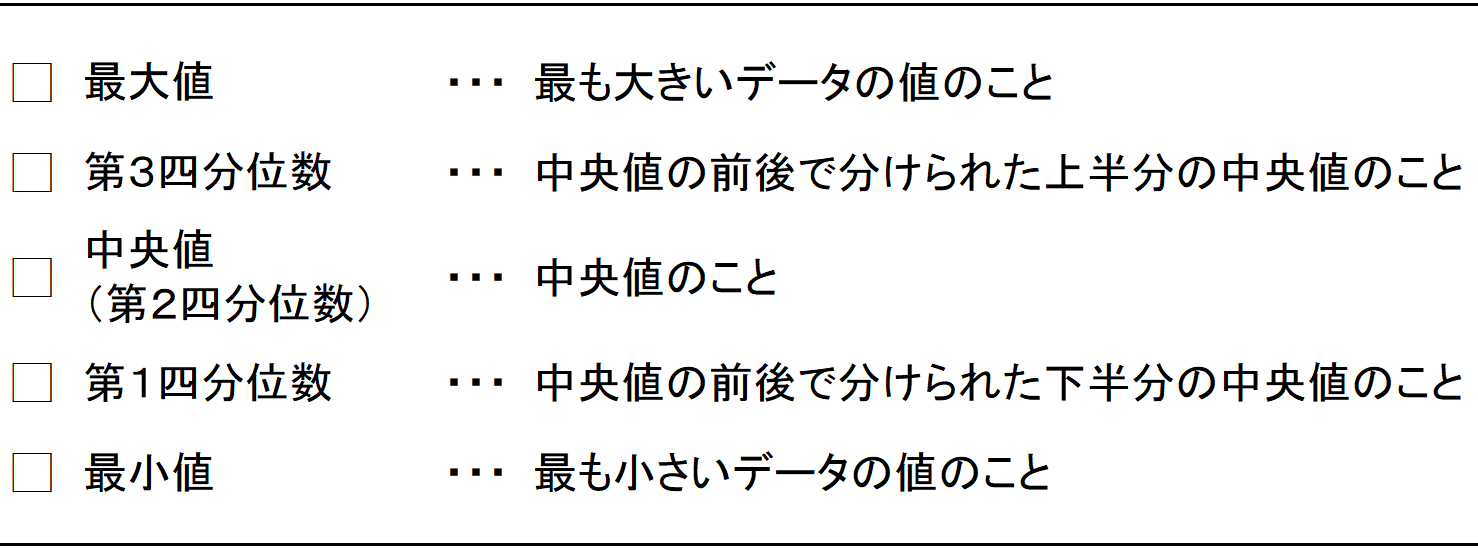 □ 最大値 ・・・ 最も大きいデータの値のこと
□ 第3四分位数 ・・・ 中央値の前後で分けられた上半分の中央値のこと
□ 中央値
(第2四分位数) ・・・ 中央値のこと
□ 第1四分位数 ・・・ 中央値の前後で分けられた下半分の中央値のこと
□ 最小値 ・・・ 最も小さいデータの値のこと